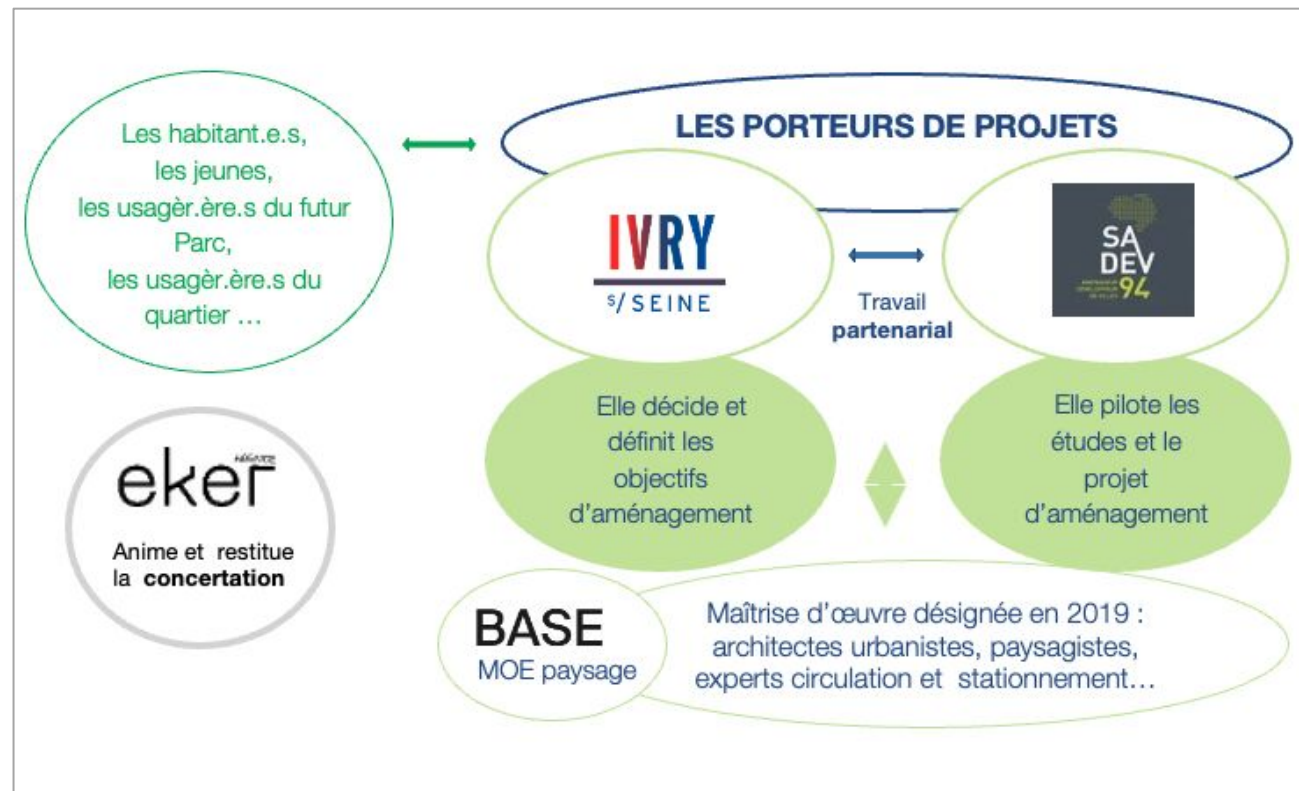 Les habitant.e.s,
les jeunes,
les usagèr.ère.s du futur
Parc,
les usagèr.ère.s du
quartier …
LES PORTEURS DE PROJETS
IVRY
s/ SEINE
Travail
partenarial
SA
DEV
94
Elle décide et
définit les
objectifs
d’aménagement
Elle pilote les
études et le
projet
d’aménagement
eker
Anime et restitue
la concertation
BASE
MOE paysage
Maîtrise d’œuvre désignée en 2019 :
architectes urbanistes, paysagistes,
experts circulation et stationnement…